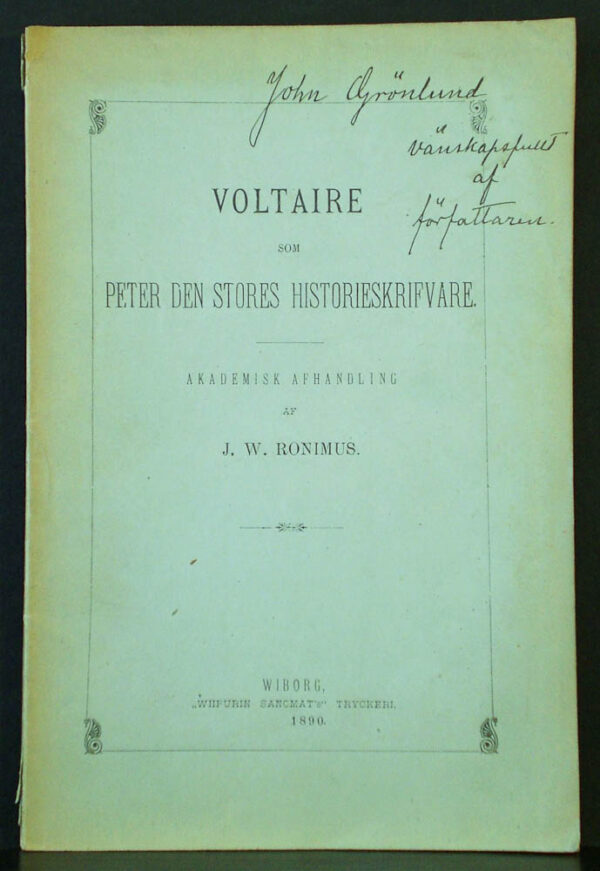 John Grönlund
vänskapsfullt
af
författaren.
VOLTAIRE
SOM
PETER DEN STORES HISTORIESKRIFVARE.
AKADEMISK AFHANDLING
AF
J. W. RONIMUS.
WIBORG,
„WIIPURIN SANOMAT's“ TRYCKERI,
1890.